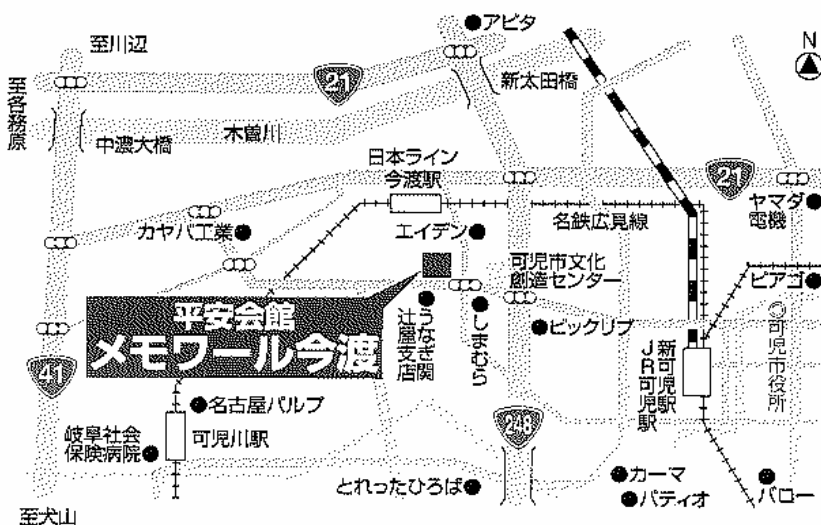 アピタ
至川辺
N
21
新太田橋
至各務原
中濃大橋
木曽川
日本ライン
今渡駅
21
ヤマダ
電機
カヤバ工業
エイデン
名鉄広見線
可児市文化
創造センター
ピアゴ
平安会館
メモワール今渡
うなぎ関
辻屋支店
しまむら
ビックリブ
新可児駅
JR可児駅
◎可児市役所
41
名古屋パルプ
岐阜社会
保険病院
可児川駅
248
とれったひろば
カーマ
パティオ
バロー
至犬山